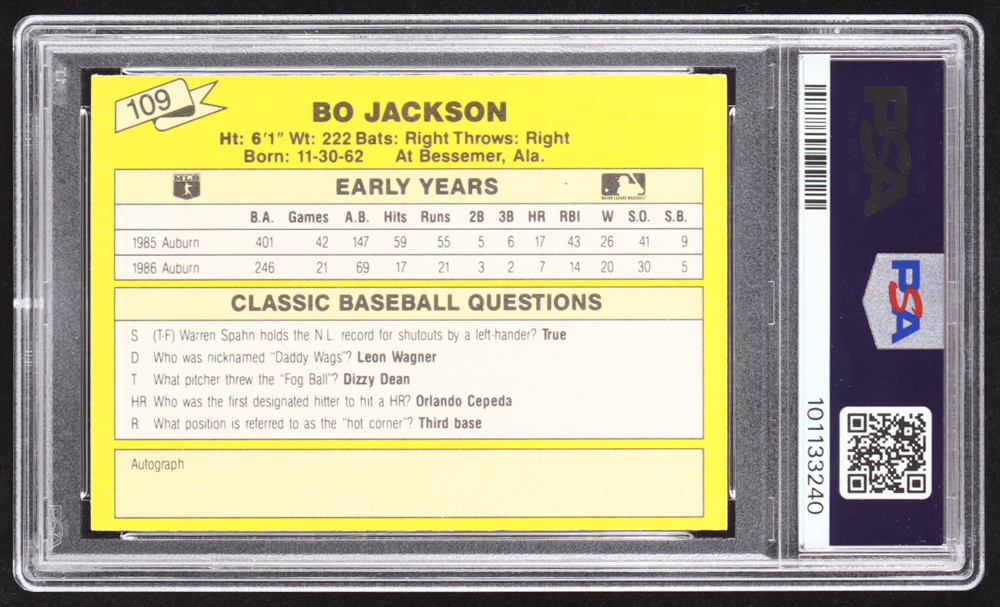 109
BO JACKSON
Ht: 6'1" Wt: 222 Bats: Right Throws: Right
Born: 11-30-62 At Bessemer, Ala.
MLB EARLY YEARS MAJOR LEAGUE BASEBALL
B.A. Games A.B. Hits Runs 2B 3B HR RBI W S.O. S.B.
1985 Auburn .401 42 147 59 55 5 6 17 43 26 41 9
1986 Auburn .246 21 69 17 21 3 2 7 14 20 30 5
CLASSIC BASEBALL QUESTIONS
S (T-F) Warren Spahn holds the N.L. record for shutouts by a left-hander? True
D Who was nicknamed "Daddy Wags"? Leon Wagner
T What pitcher threw the "Fog Ball"? Dizzy Dean
HR Who was the first designated hitter to hit a HR? Orlando Cepeda
R What position is referred to as the "hot corner"? Third base
Autograph
PSA
PSA
101133240
PSA